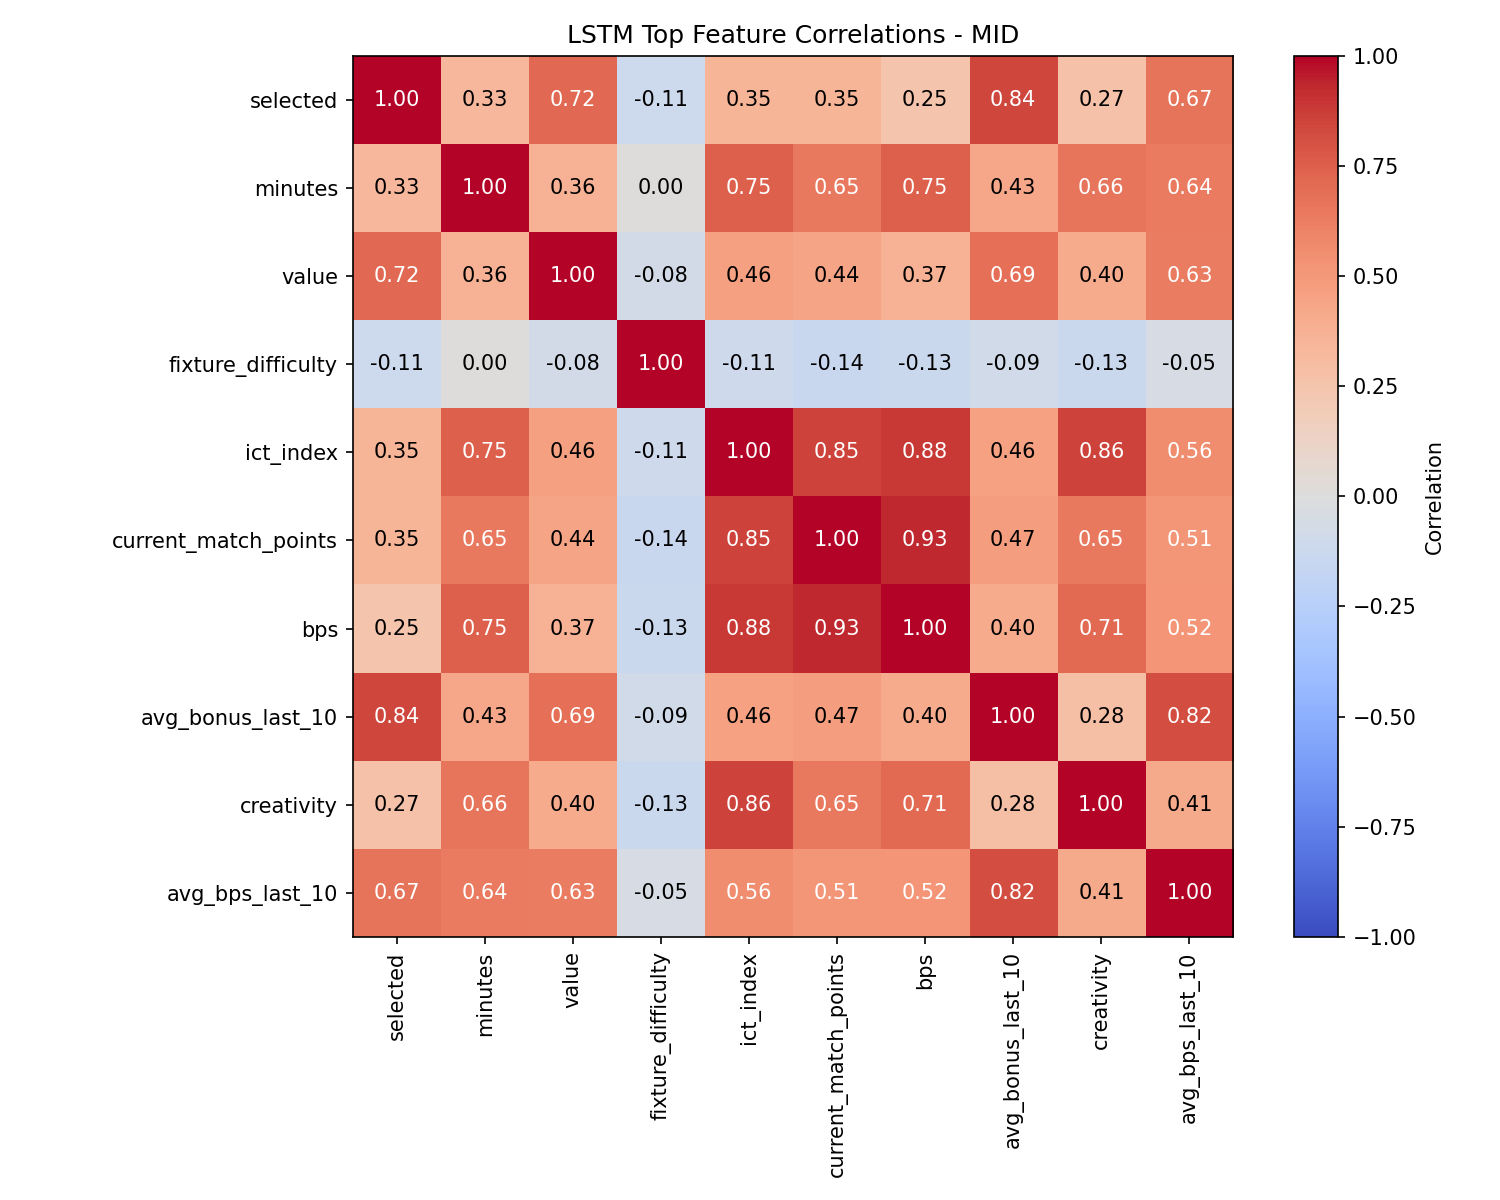 LSTM Top Feature Correlations - MID
selected 1.00 0.33 0.72 -0.11 0.35 0.35 0.25 0.84 0.27 0.67
minutes 0.33 1.00 0.36 0.00 0.75 0.65 0.75 0.43 0.66 0.64
value 0.72 0.36 1.00 -0.08 0.46 0.44 0.37 0.69 0.40 0.63
fixture_difficulty -0.11 0.00 -0.08 1.00 -0.11 -0.14 -0.13 -0.09 -0.13 -0.05
ict_index 0.35 0.75 0.46 -0.11 1.00 0.85 0.88 0.46 0.86 0.56
current_match_points 0.35 0.65 0.44 -0.14 0.85 1.00 0.93 0.47 0.65 0.51
bps 0.25 0.75 0.37 -0.13 0.88 0.93 1.00 0.40 0.71 0.52
avg_bonus_last_10 0.84 0.43 0.69 -0.09 0.46 0.47 0.40 1.00 0.28 0.82
creativity 0.27 0.66 0.40 -0.13 0.86 0.65 0.71 0.28 1.00 0.41
avg_bps_last_10 0.67 0.64 0.63 -0.05 0.56 0.51 0.52 0.82 0.41 1.00
selected
minutes
value
fixture_difficulty
ict_index
current_match_points
bps
avg_bonus_last_10
creativity
avg_bps_last_10
1.00
0.75
0.50
0.25
0.00
−0.25
−0.50
−0.75
−1.00
Correlation